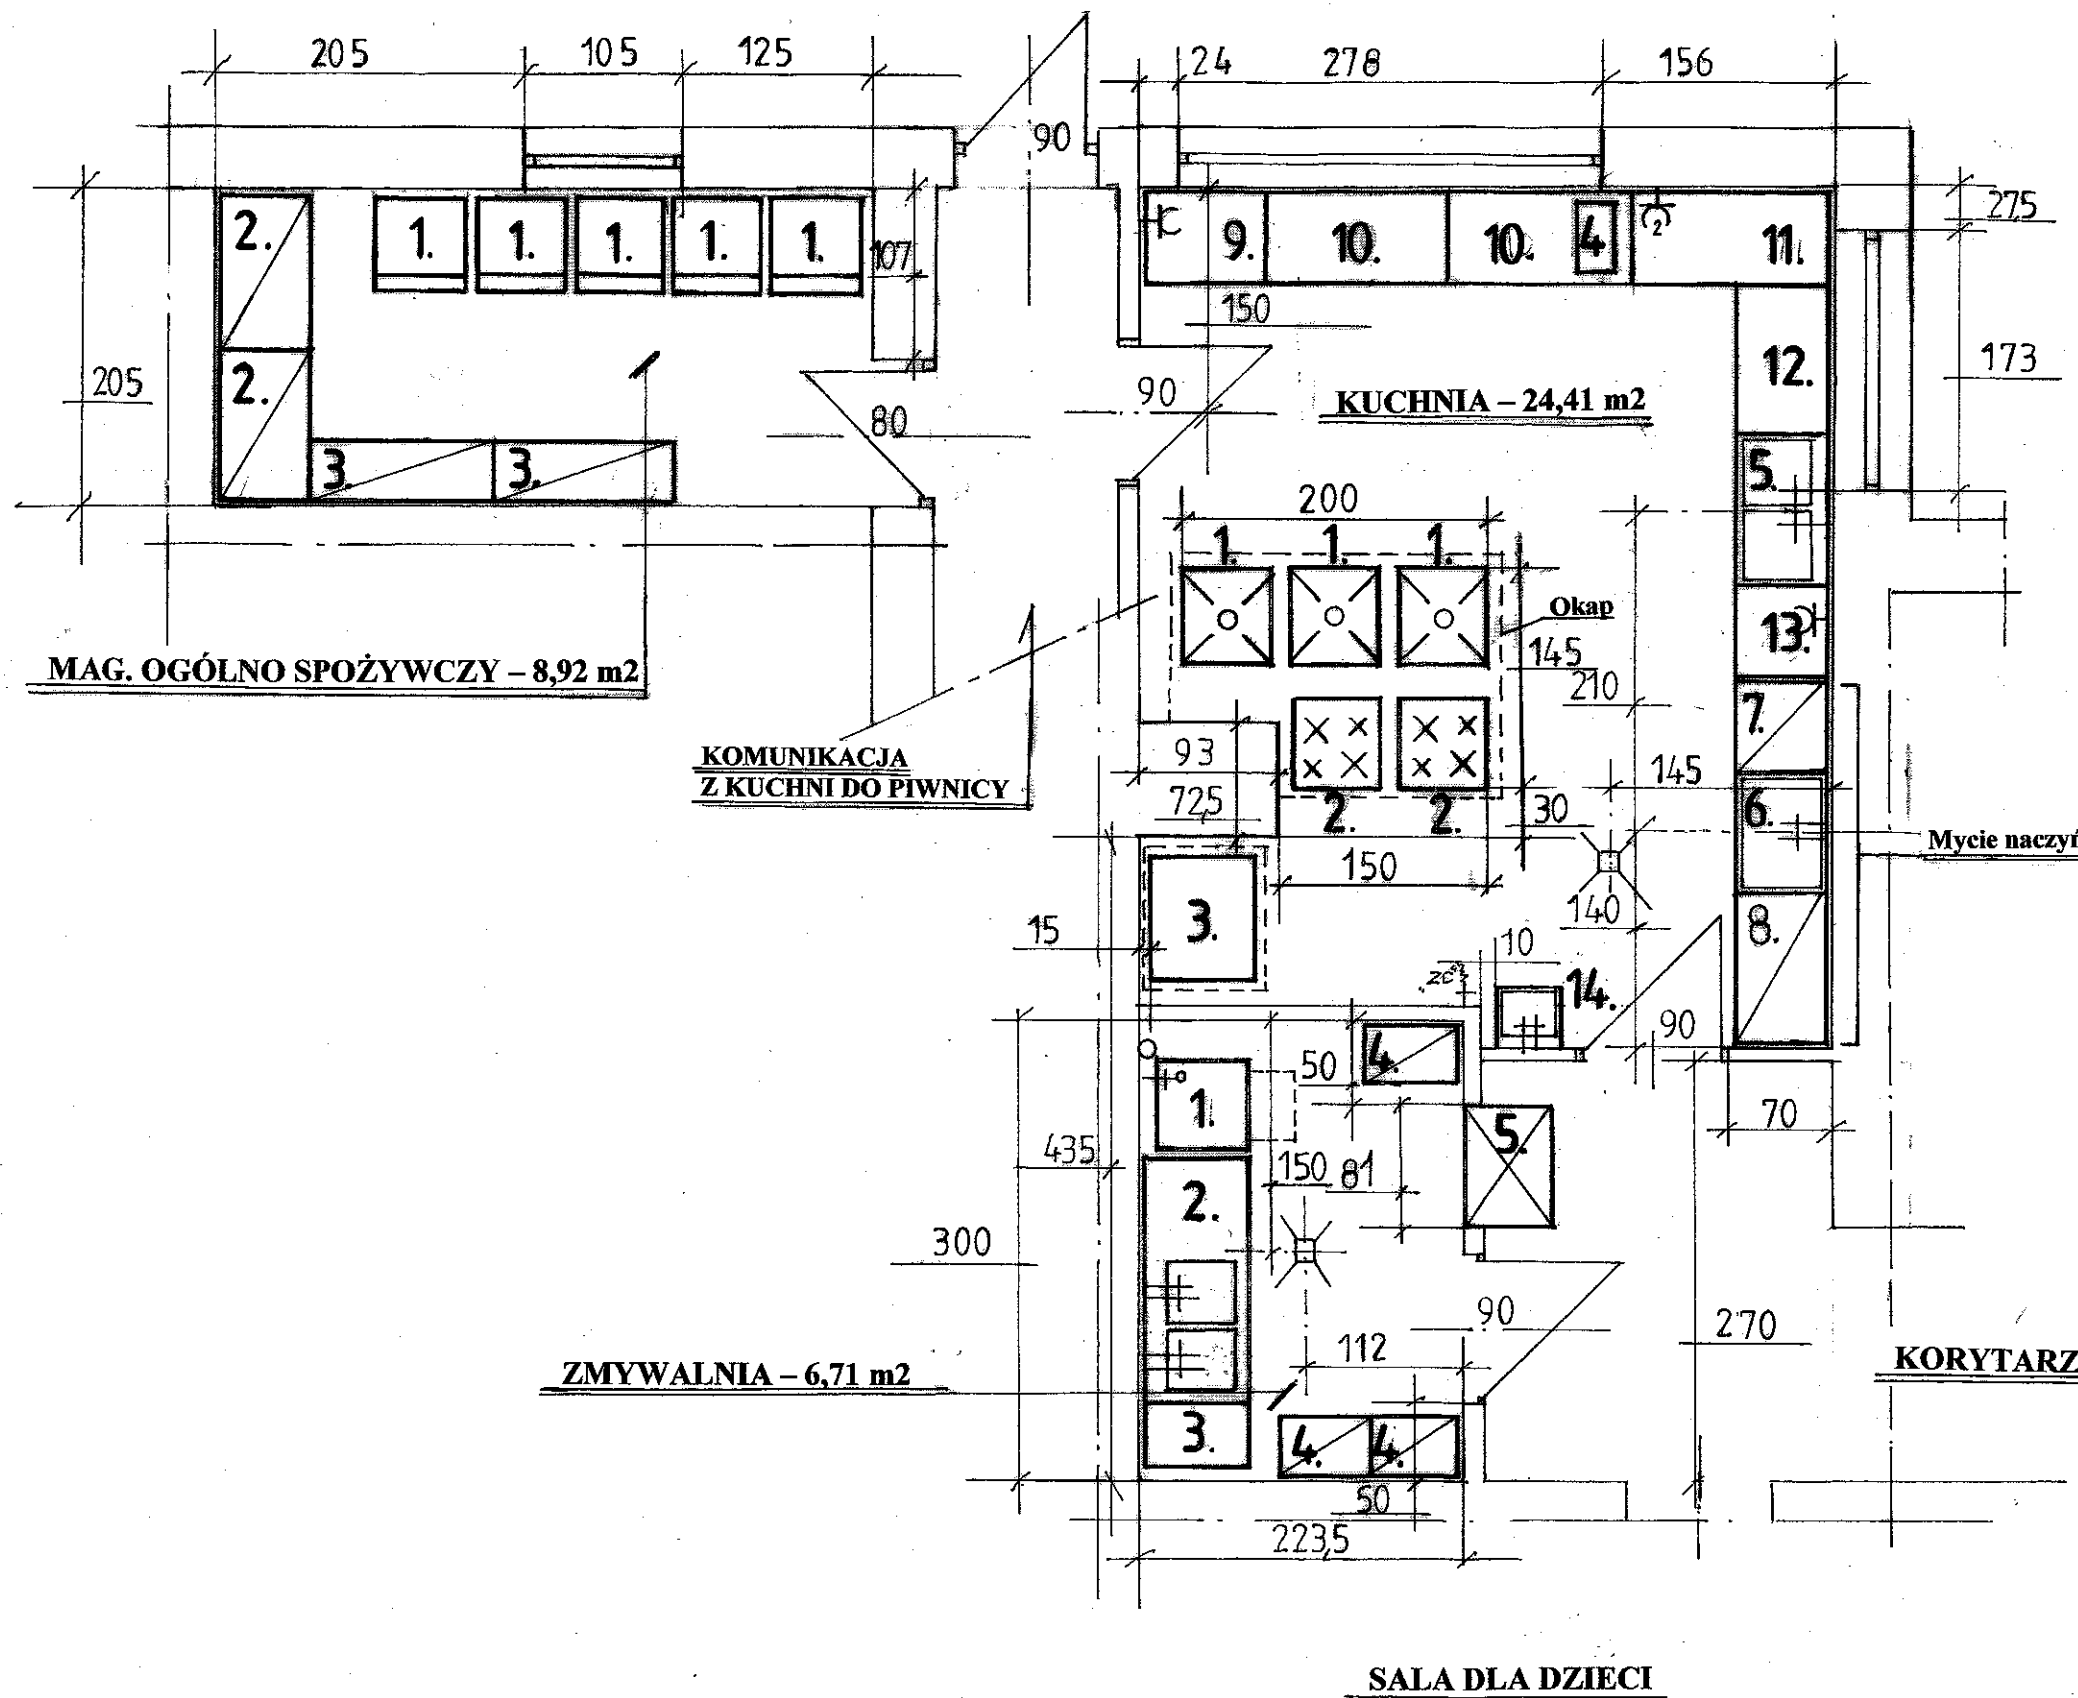 205 105 125 24 278 156
90
2. 1. 1. 1. 1. 1. 9. 10. 10. 4 2 11. 27,5
107
150
2. 12. 173
205 90 KUCHNIA – 24,41 m2
80
3. 3. 5.
200
1. 1. 1.
Okap
13.
145
MAG. OGÓLNO SPOŻYWCZY – 8,92 m2
210
7.
KOMUNIKACJA 93 145
Z KUCHNI DO PIWNICY
72,5 2. 2. 30 6.
Mycie naczyń
150
3. 140 8.
15 10
14.
90
4.
50
1. 70
5.
435 150 81
2.
300
90 270
112
ZMYWALNIA – 6,71 m2 KORYTARZ
3. 4. 4.
50
223,5
SALA DLA DZIECI